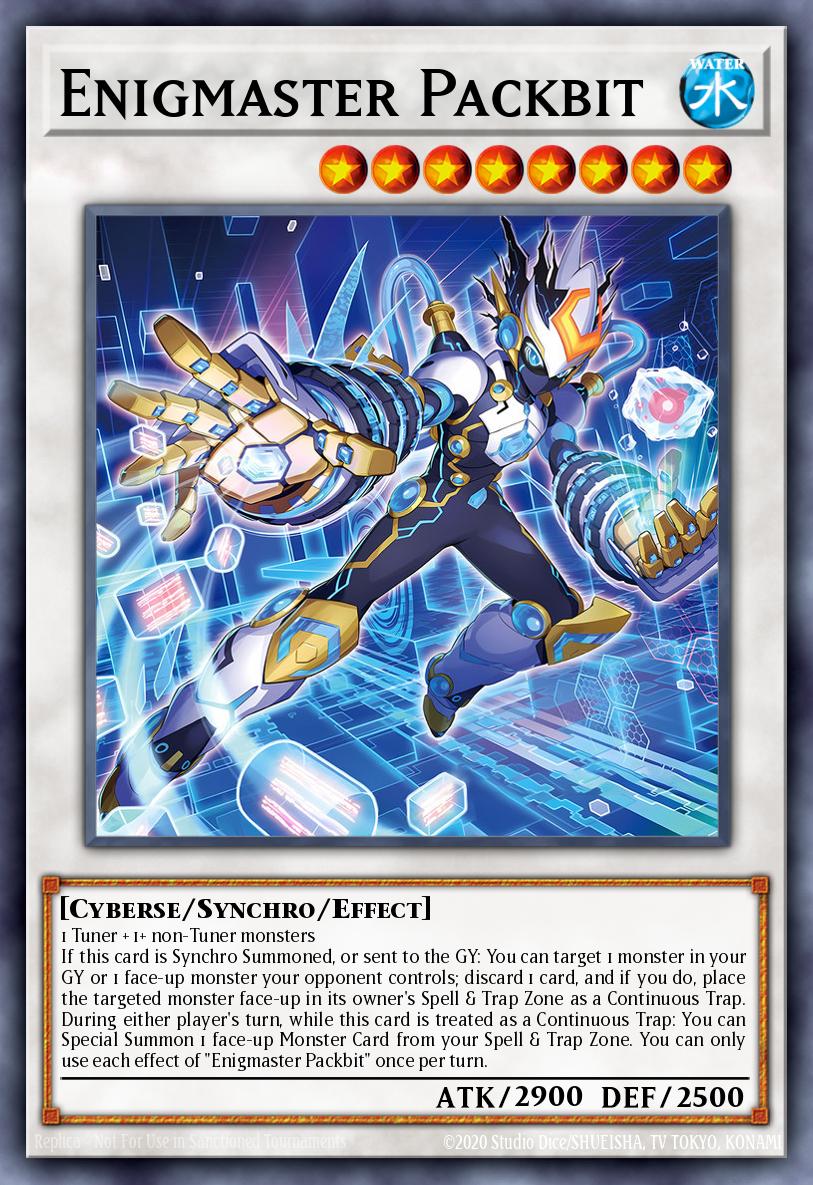 Enigmaster Packbit
WATER
水
[Cyberse/Synchro/Effect]
1 Tuner + 1+ non-Tuner monsters
If this card is Synchro Summoned, or sent to the GY: You can target 1 monster in your
GY or 1 face-up monster your opponent controls; discard 1 card, and if you do, place
the targeted monster face-up in its owner's Spell & Trap Zone as a Continuous Trap.
During either player's turn, while this card is treated as a Continuous Trap: You can
Special Summon 1 face-up Monster Card from your Spell & Trap Zone. You can only
use each effect of "Enigmaster Packbit" once per turn.
ATK/2900 DEF/2500
Replica - Not For Use in Sanctioned Tournaments
©2020 Studio Dice/SHUEISHA, TV TOKYO, KONAMI